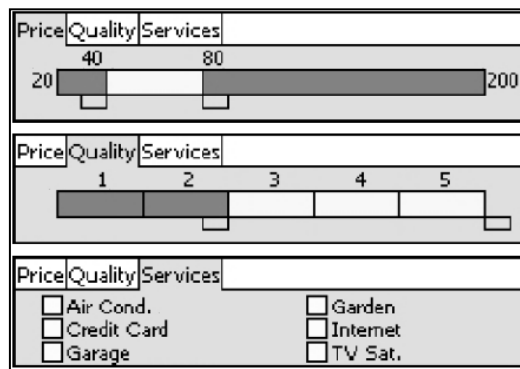 Price Quality Services
40 80
20 200
Price Quality Services
1 2 3 4 5
Price Quality Services
Air Cond. Garden
Credit Card Internet
Garage TV Sat.